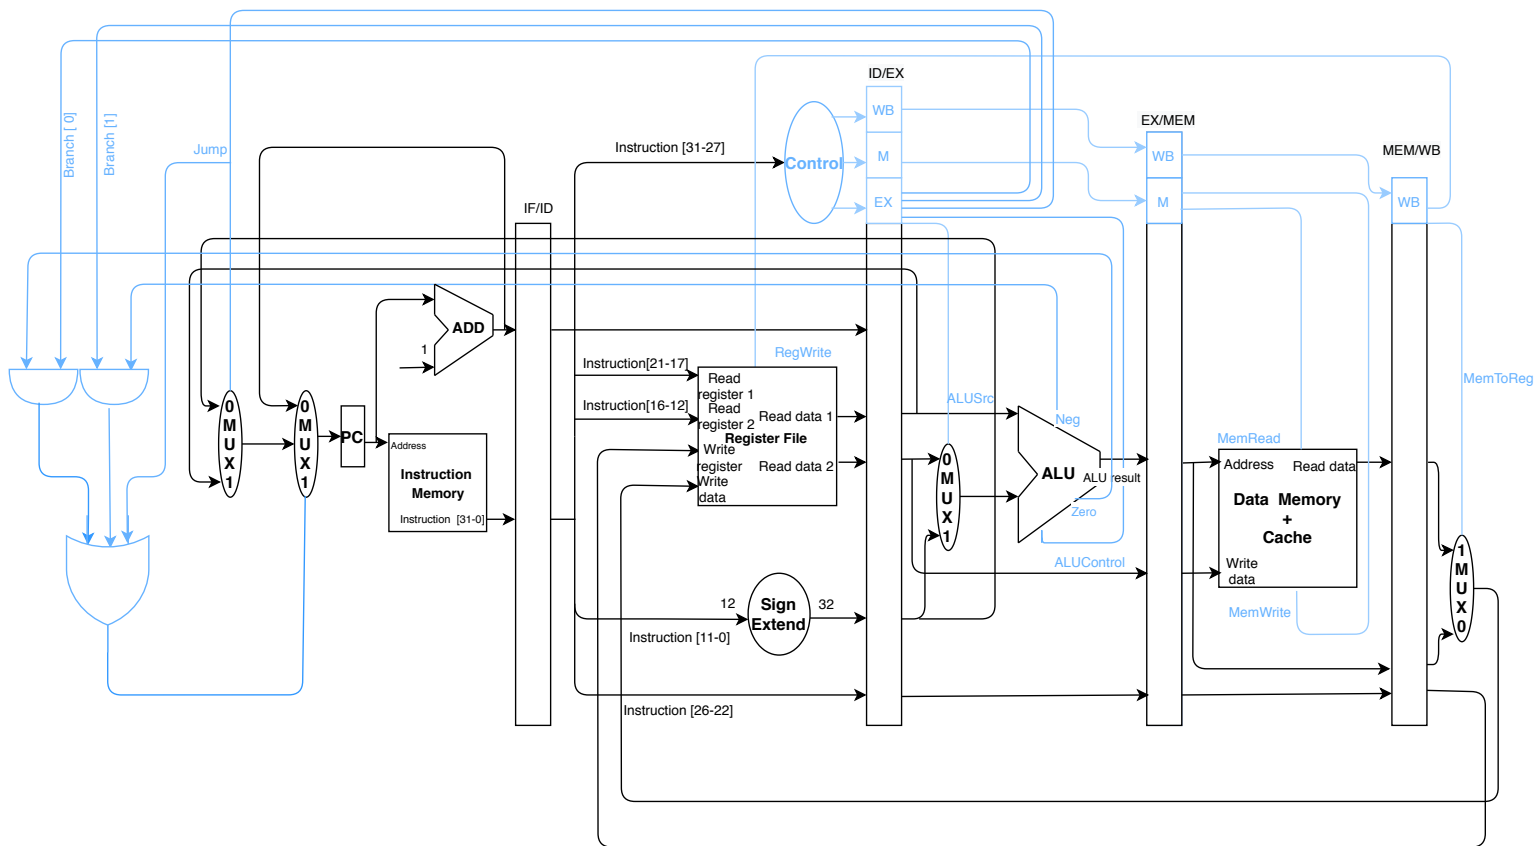 ID/EX
WB
M
EX
Control
Instruction [31-27]
EX/MEM
WB
M
MEM/WB
WB
Branch [ 0]
Branch [1]
Jump
IF/ID
ADD
1
Instruction[21-17]
Instruction[16-12]
RegWrite
Read
register 1
Read
register 2
Read data 1
Register File
Write
register
Read data 2
Write
data
0
M
U
X
1
0
M
U
X
1
PC
Address
Instruction
Memory
Instruction [31-0]
ALUSrc
0
M
U
X
1
Neg
ALU
ALU result
Zero
ALUControl
MemRead
Address
Read data
Data Memory
+
Cache
Write
data
MemWrite
MemToReg
1
M
U
X
0
12
Sign
Extend
32
Instruction [11-0]
Instruction [26-22]